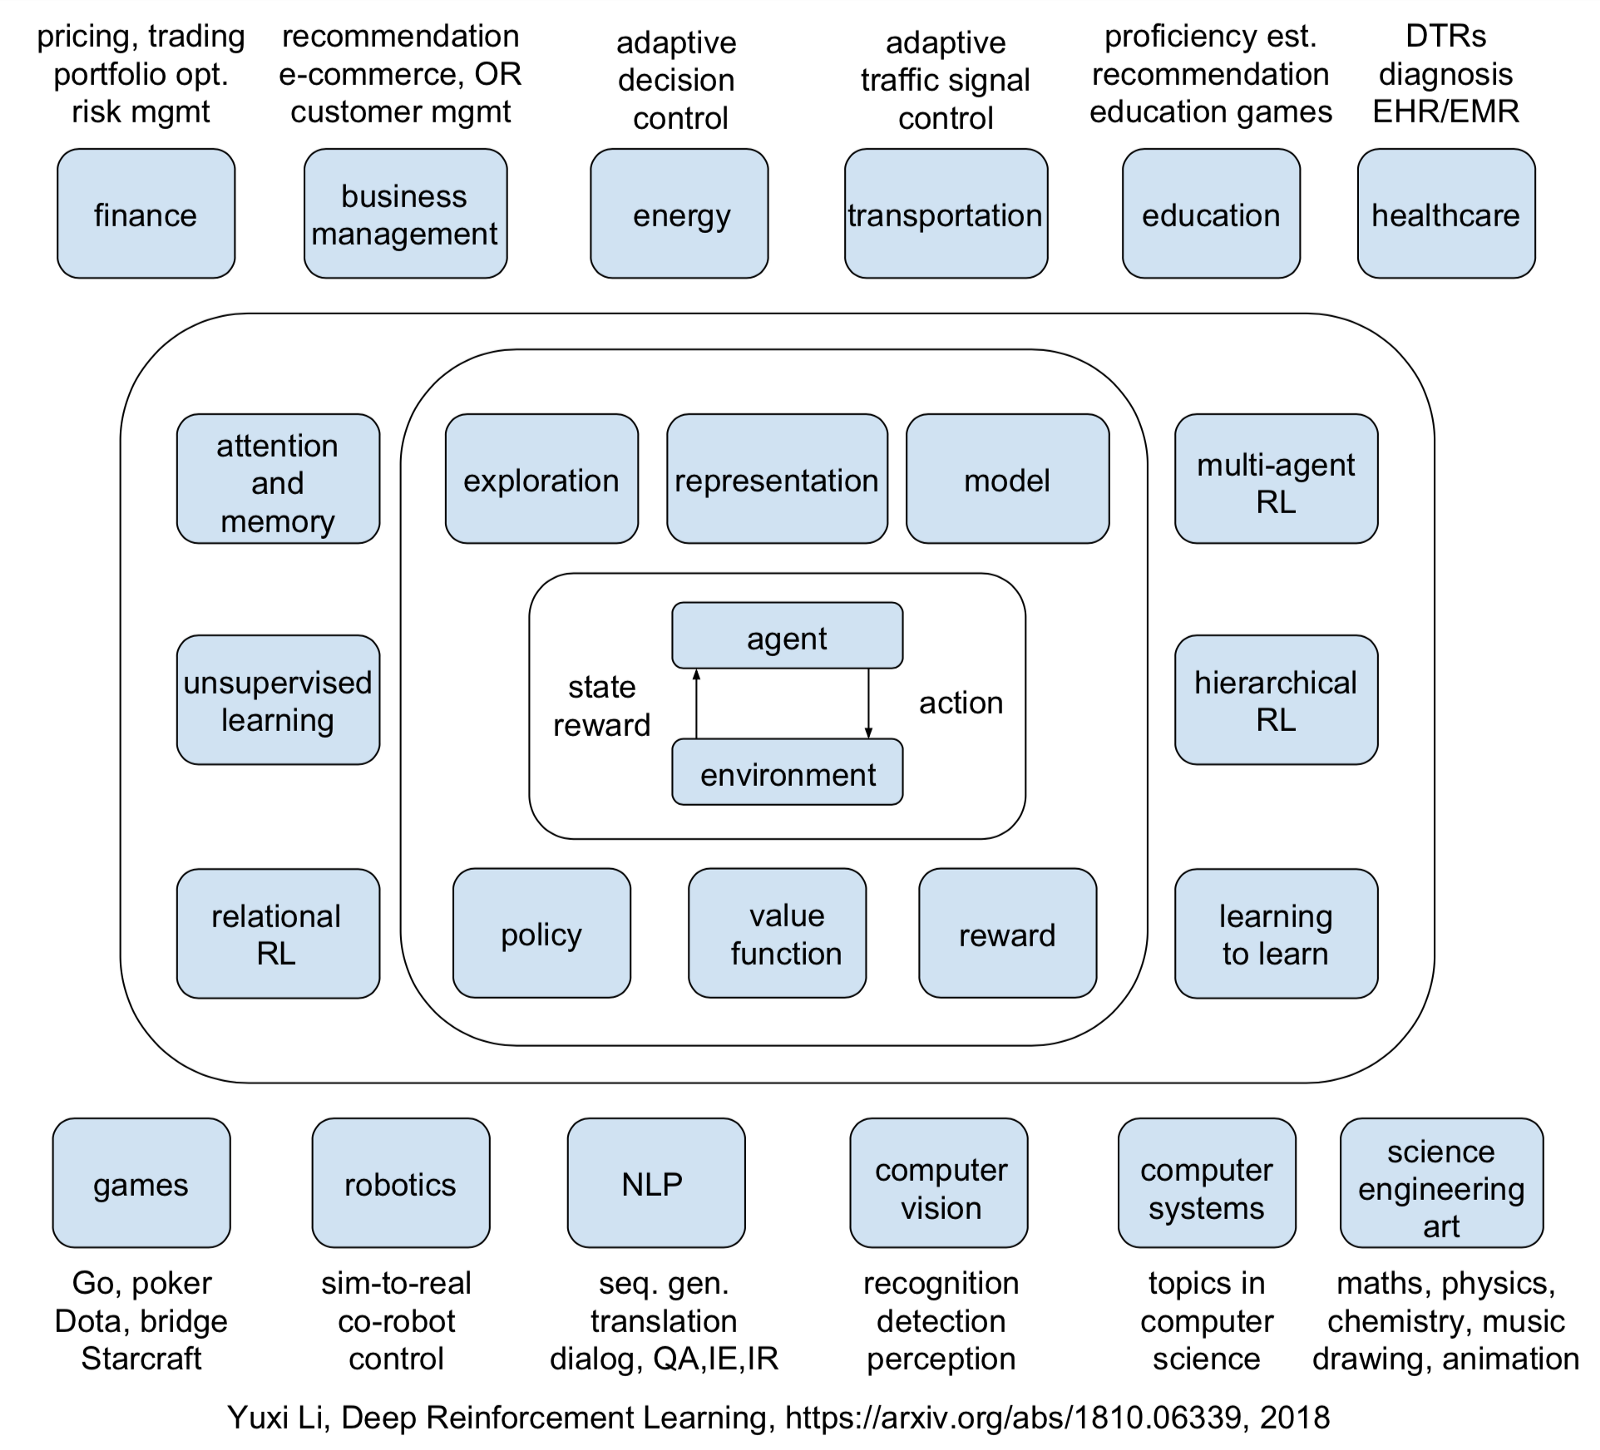 pricing, trading
portfolio opt.
risk mgmt
recommendation
e-commerce, OR
customer mgmt
adaptive
decision
control
adaptive
traffic signal
control
proficiency est.
recommendation
education games
DTRs
diagnosis
EHR/EMR
finance
business
management
energy
transportation
education
healthcare
attention
and
memory
exploration
representation
model
multi-agent
RL
unsupervised
learning
agent
state
reward
action
environment
hierarchical
RL
relational
RL
policy
value
function
reward
learning
to learn
games
robotics
NLP
computer
vision
computer
systems
science
engineering
art
Go, poker
Dota, bridge
Starcraft
sim-to-real
co-robot
control
seq. gen.
translation
dialog, QA,IE,IR
recognition
detection
perception
topics in
computer
science
maths, physics,
chemistry, music
drawing, animation
Yuxi Li, Deep Reinforcement Learning, https://arxiv.org/abs/1810.06339, 2018